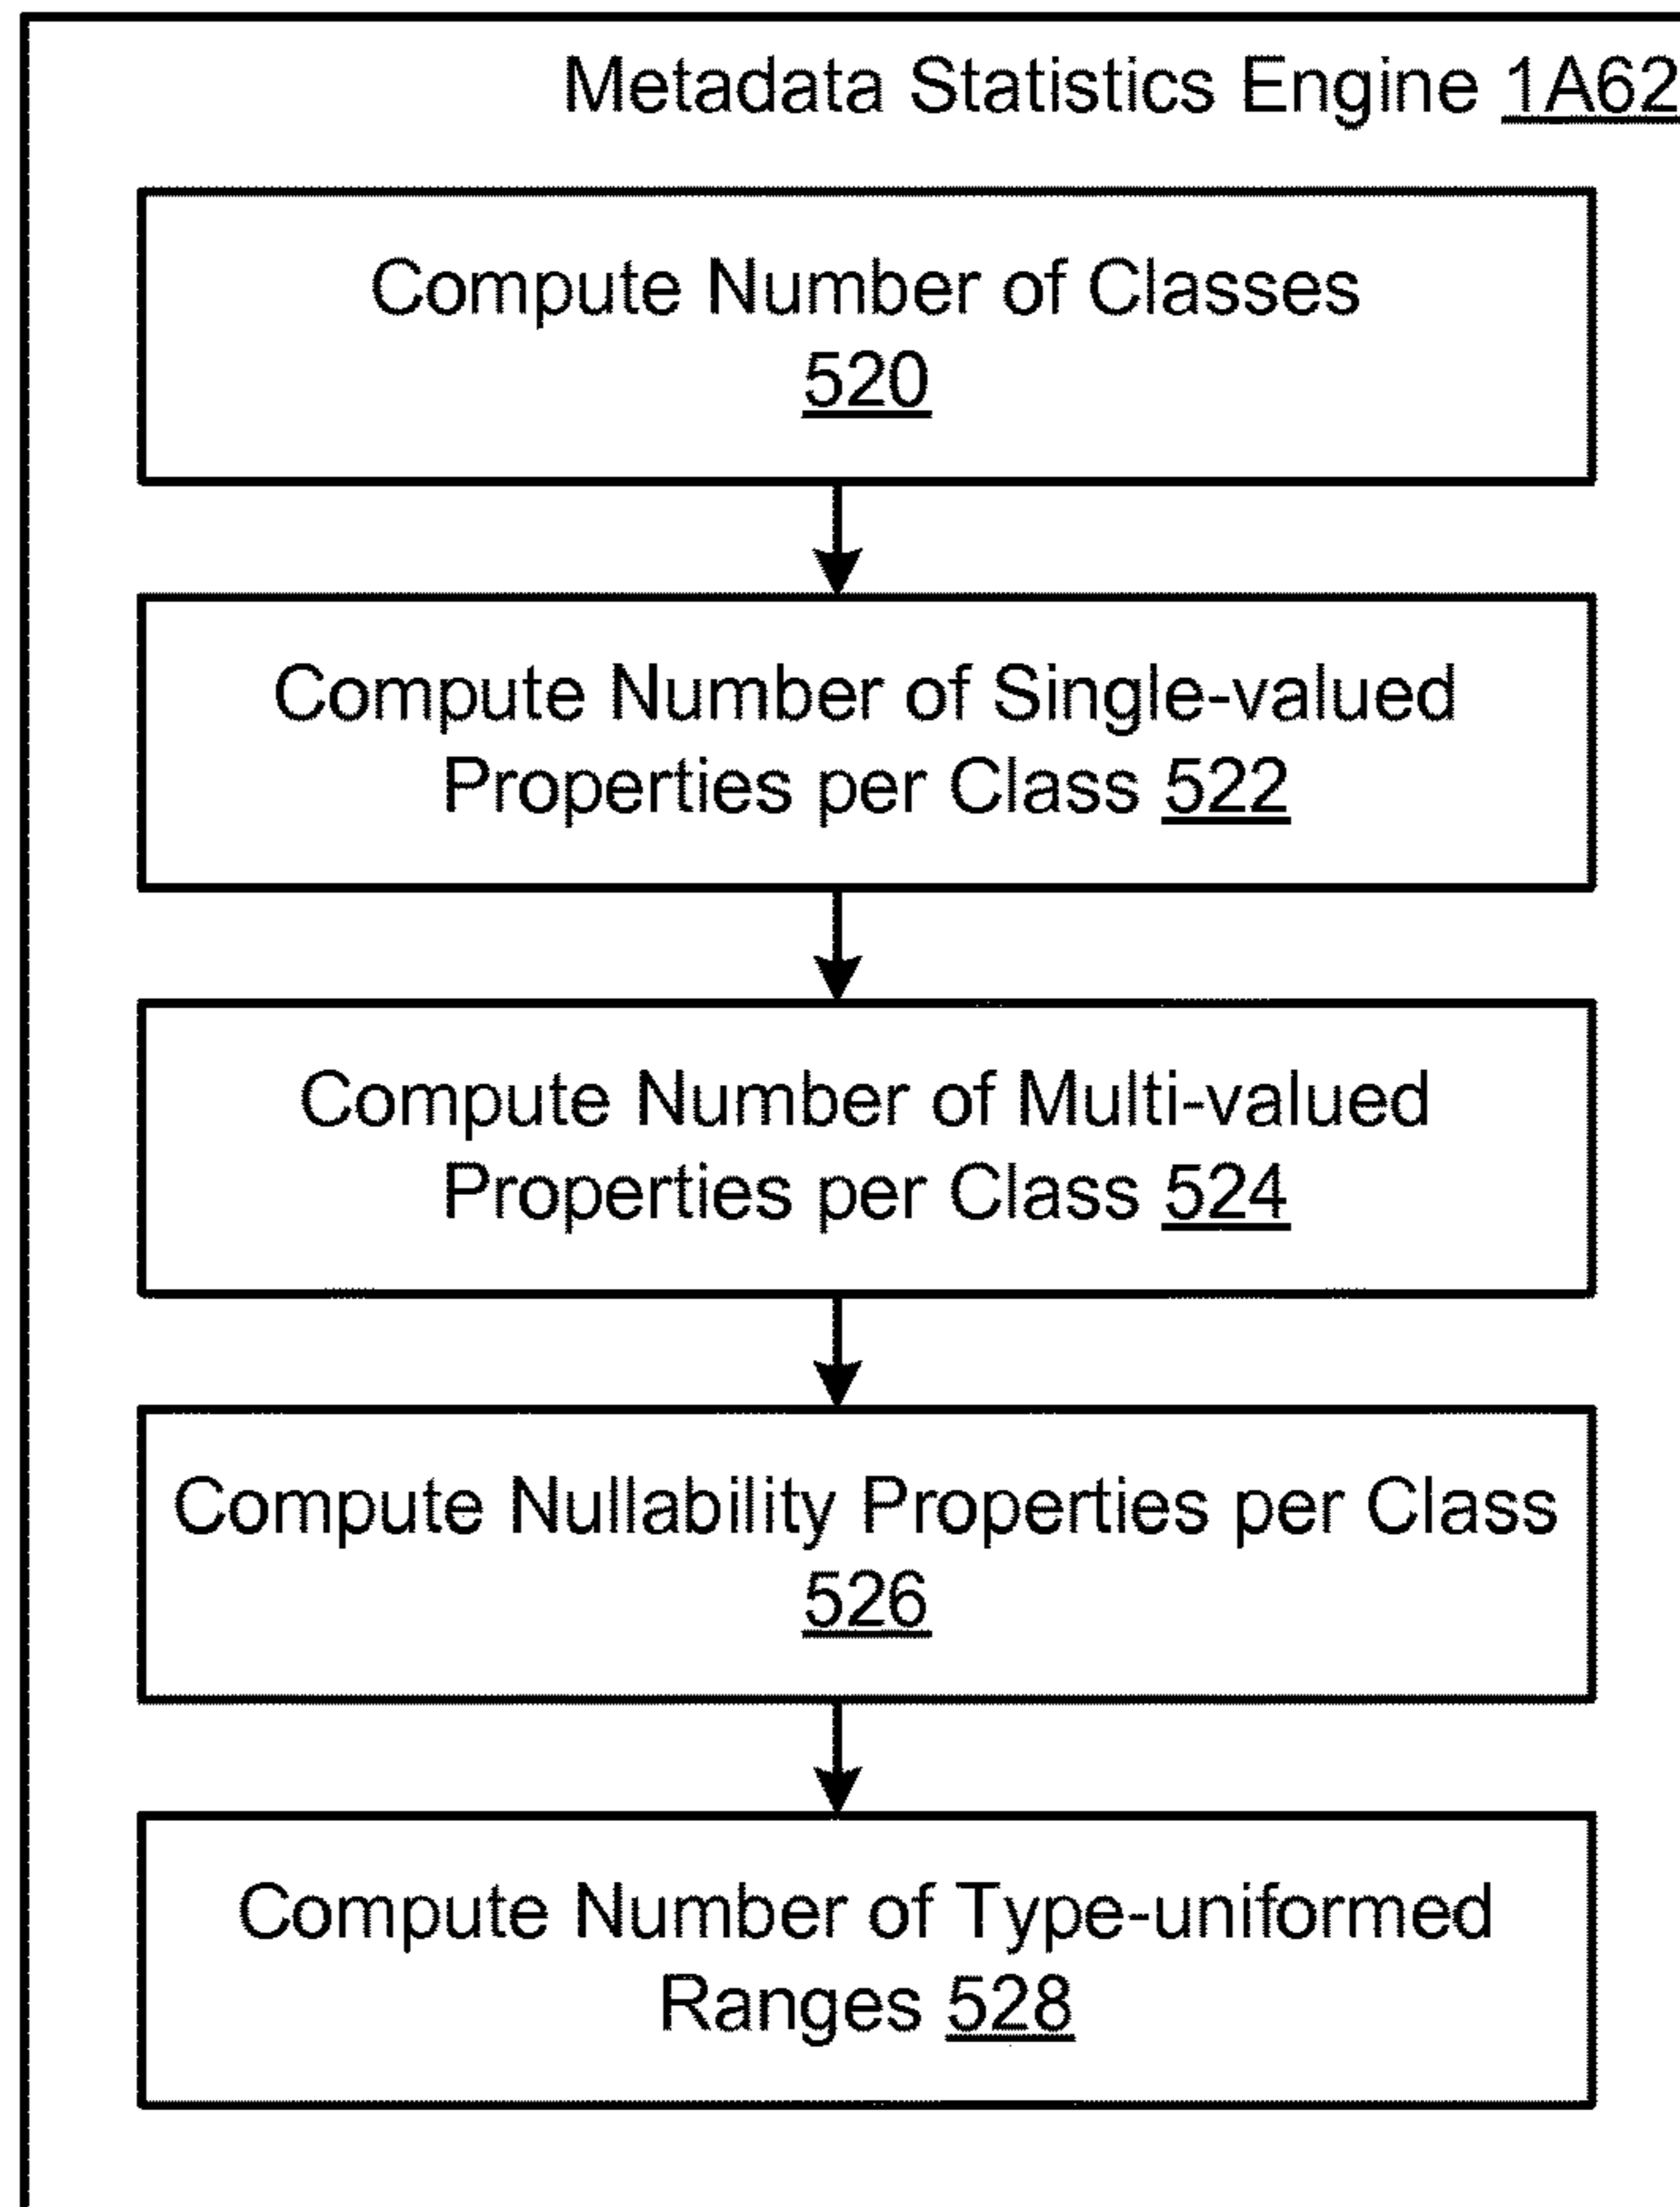 Metadata Statistics Engine 1A62
Compute Number of Classes
520
Compute Number of Single-valued
Properties per Class 522
Compute Number of Multi-valued
Properties per Class 524
Compute Nullability Properties per Class
526
Compute Number of Type-uniformed
Ranges 528